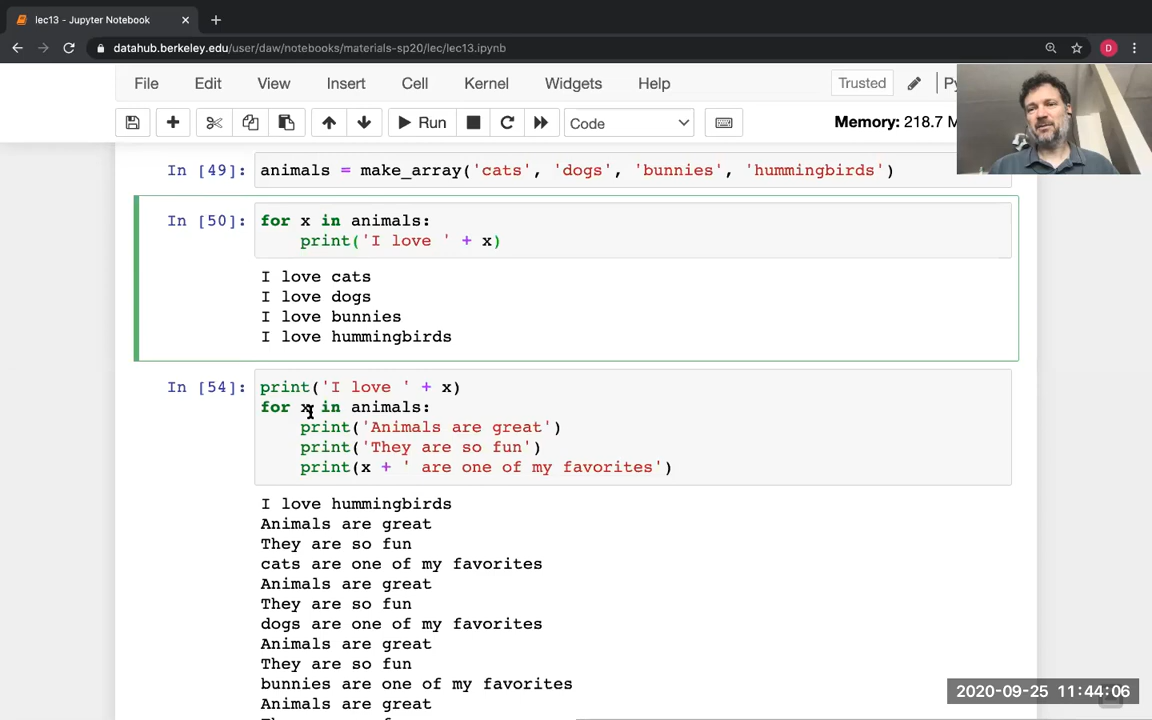 lec13 - Jupyter Notebook
datahub.berkeley.edu/user/daw/notebooks/materials-sp20/lec/lec13.ipynb
D
File Edit View Insert Cell Kernel Widgets Help Trusted
Run Code Memory: 218.7 M
In [49]: animals = make_array('cats', 'dogs', 'bunnies', 'hummingbirds')
In [50]: for x in animals:
print('I love ' + x)
I love cats
I love dogs
I love bunnies
I love hummingbirds
In [54]: print('I love ' + x)
for x in animals:
print('Animals are great')
print('They are so fun')
print(x + ' are one of my favorites')
I love hummingbirds
Animals are great
They are so fun
cats are one of my favorites
Animals are great
They are so fun
dogs are one of my favorites
Animals are great
They are so fun
bunnies are one of my favorites
Animals are great
2020-09-25 11:44:06